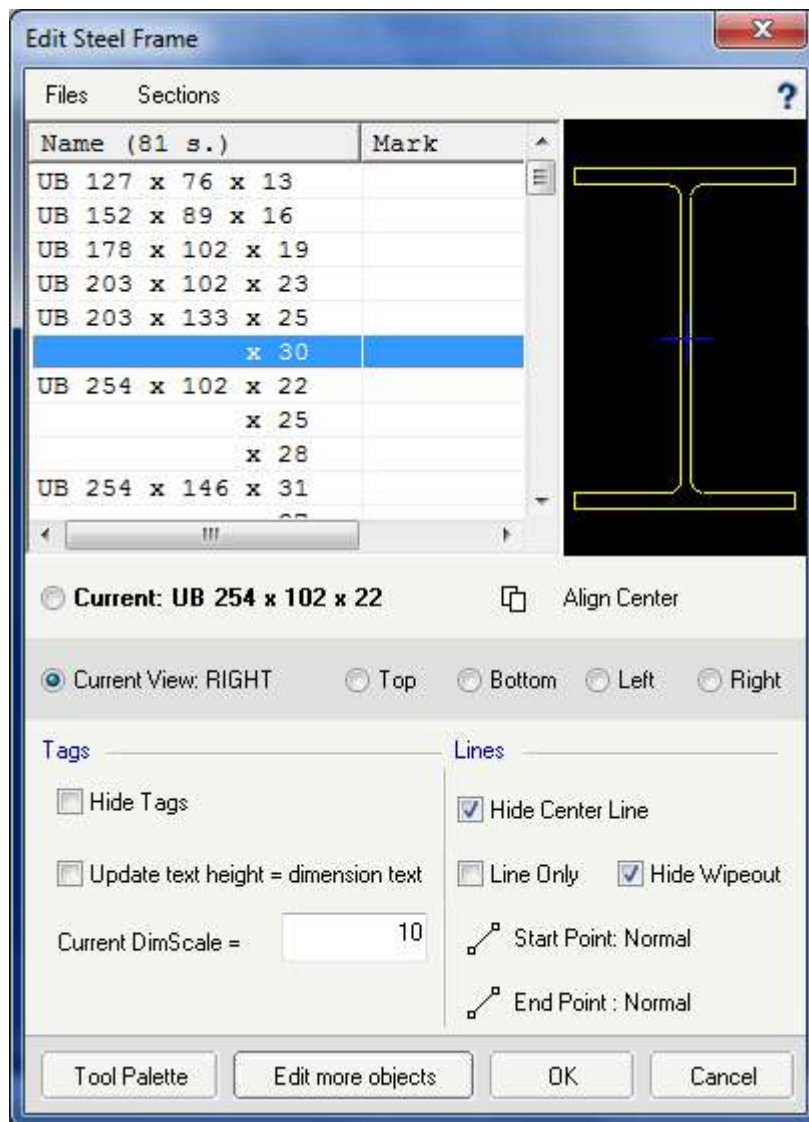 Edit Steel Frame
Files Sections ?
Name (81 s.) Mark
UB 127 x 76 x 13
UB 152 x 89 x 16
UB 178 x 102 x 19
UB 203 x 102 x 23
UB 203 x 133 x 25
x 30
UB 254 x 102 x 22
x 25
x 28
UB 254 x 146 x 31
Current: UB 254 x 102 x 22 Align Center
Current View: RIGHT Top Bottom Left Right
Tags Lines
Hide Tags Hide Center Line
Update text height = dimension text Line Only Hide Wipeout
Current DimScale = 10 Start Point: Normal
End Point : Normal
Tool Palette Edit more objects OK Cancel